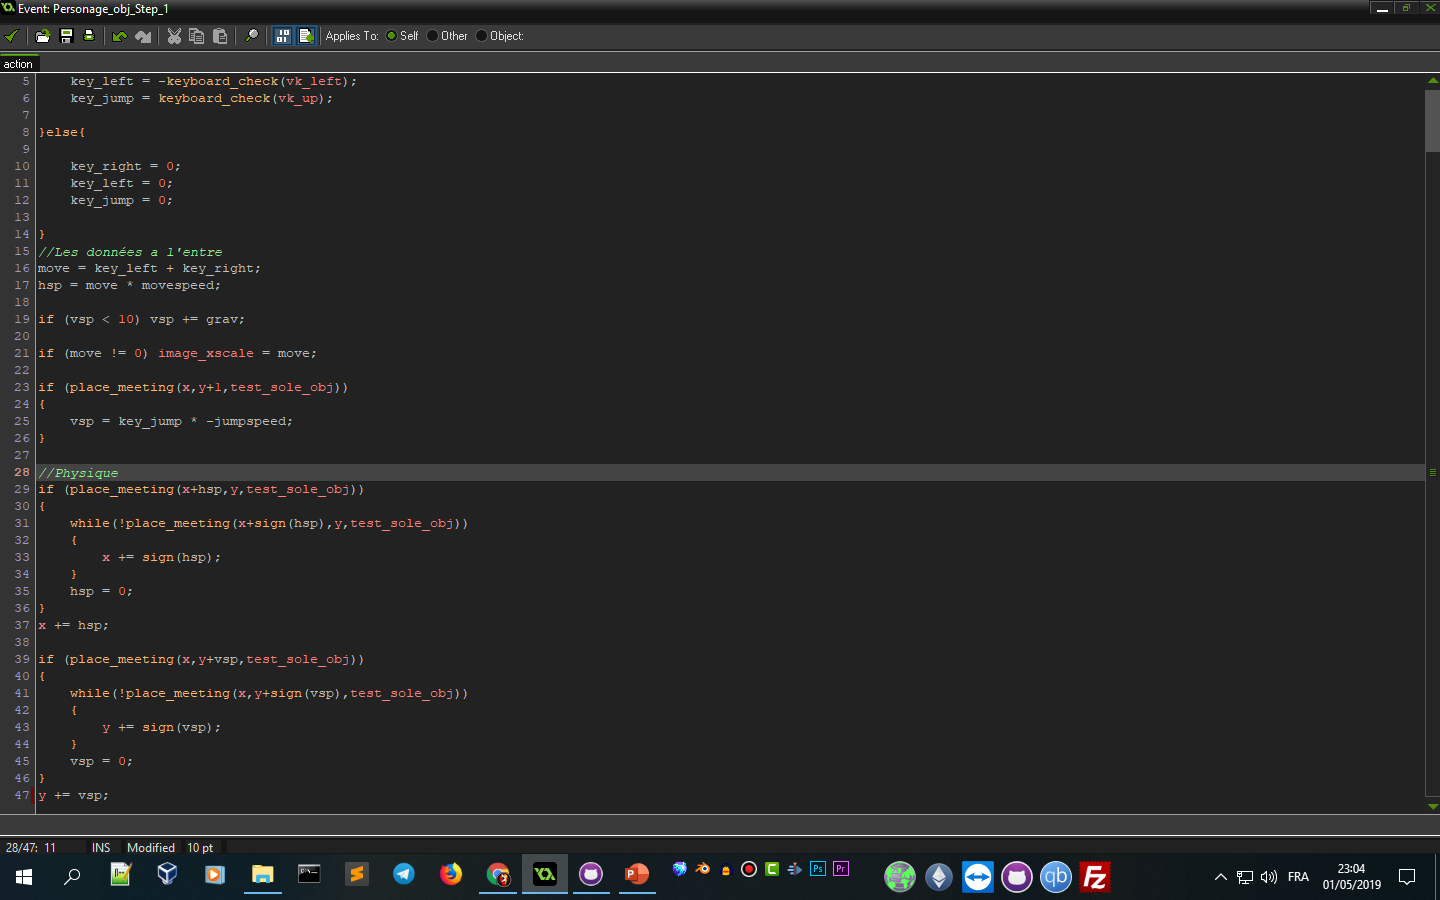 Event: Personage_obj_Step_1
Applies To: Self Other Object:
action
5 key_left = -keyboard_check(vk_left);
6 key_jump = keyboard_check(vk_up);
7
8 }else{
9
10 key_right = 0;
11 key_left = 0;
12 key_jump = 0;
13
14 }
15 //Les données a l'entre
16 move = key_left + key_right;
17 hsp = move * movespeed;
18
19 if (vsp < 10) vsp += grav;
20
21 if (move != 0) image_xscale = move;
22
23 if (place_meeting(x,y+1,test_sole_obj))
24 {
25 vsp = key_jump * -jumpspeed;
26 }
27
28 //Physique
29 if (place_meeting(x+hsp,y,test_sole_obj))
30 {
31 while(!place_meeting(x+sign(hsp),y,test_sole_obj))
32 {
33 x += sign(hsp);
34 }
35 hsp = 0;
36 }
37 x += hsp;
38
39 if (place_meeting(x,y+vsp,test_sole_obj))
40 {
41 while(!place_meeting(x,y+sign(vsp),test_sole_obj))
42 {
43 y += sign(vsp);
44 }
45 vsp = 0;
46 }
47 y += vsp;
28/47: 11 INS Modified 10 pt
Ps Pr qb Fz FRA 23:04
01/05/2019